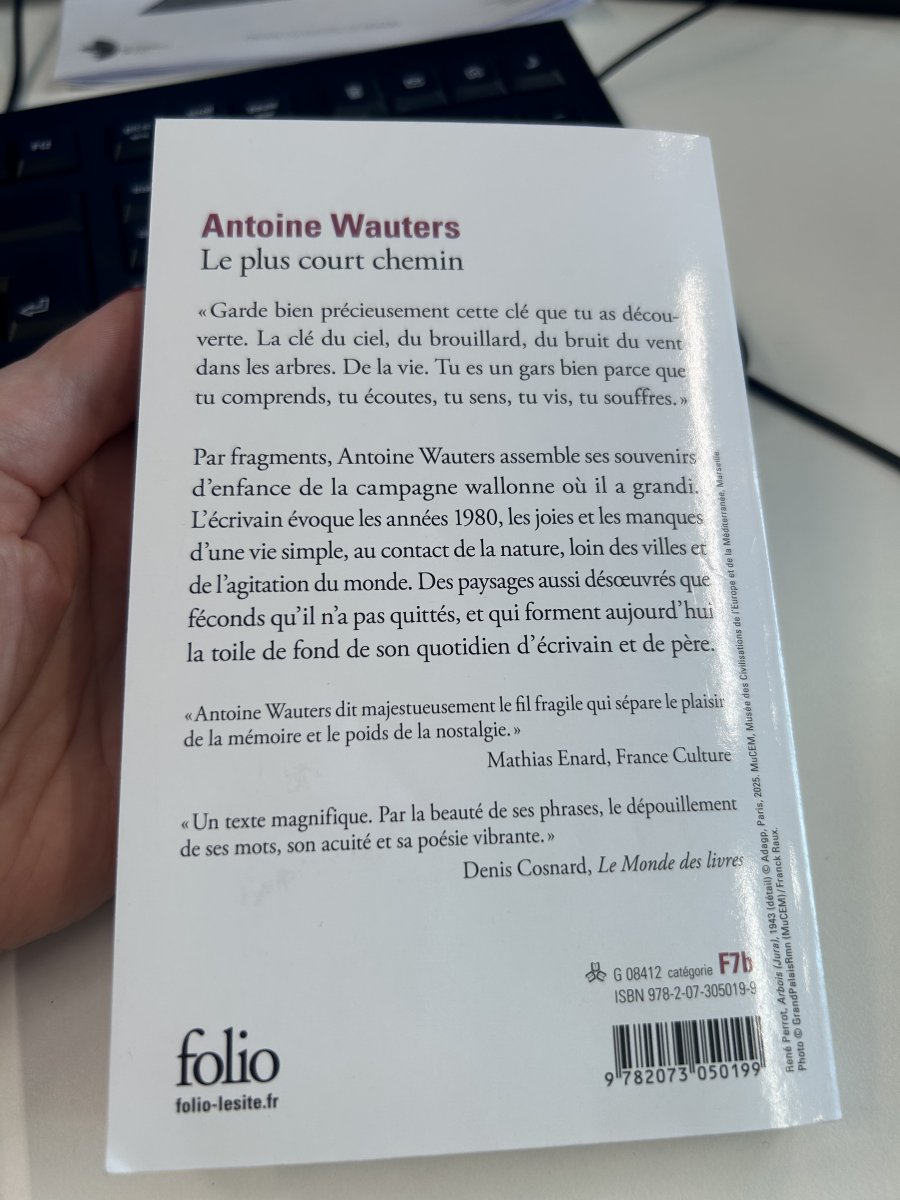 Antoine Wauters
Le plus court chemin
« Garde bien précieusement cette clé que tu as décou-
verte. La clé du ciel, du brouillard, du bruit du vent
dans les arbres. De la vie. Tu es un gars bien parce que
tu comprends, tu écoutes, tu sens, tu vis, tu souffres. »
Par fragments, Antoine Wauters assemble ses souvenirs
d'enfance de la campagne wallonne où il a grandi.
L'écrivain évoque les années 1980, les joies et les manques
d'une vie simple, au contact de la nature, loin des villes et
de l'agitation du monde. Des paysages aussi désœuvrés que
féconds qu'il n'a pas quittés, et qui forment aujourd'hui
la toile de fond de son quotidien d'écrivain et de père.
« Antoine Wauters dit majestueusement le fil fragile qui sépare le plaisir
de la mémoire et le poids de la nostalgie. »
Mathias Enard, France Culture
« Un texte magnifique. Par la beauté de ses phrases, le dépouillement
de ses mots, son acuité et sa poésie vibrante. »
Denis Cosnard, Le Monde des livres
G 08412 catégorie F7b
ISBN 978-2-07-305019-9
9 782073 050199
folio
folio-lesite.fr
René Perrot, Arbois (Jura), 1943 (détail) © Adagp, Paris, 2025. MuCEM, Musée des Civilisations de l'Europe et de la Méditerranée, Marseille.
Photo © GrandPalaisRmn (MuCEM) / Franck Raux.